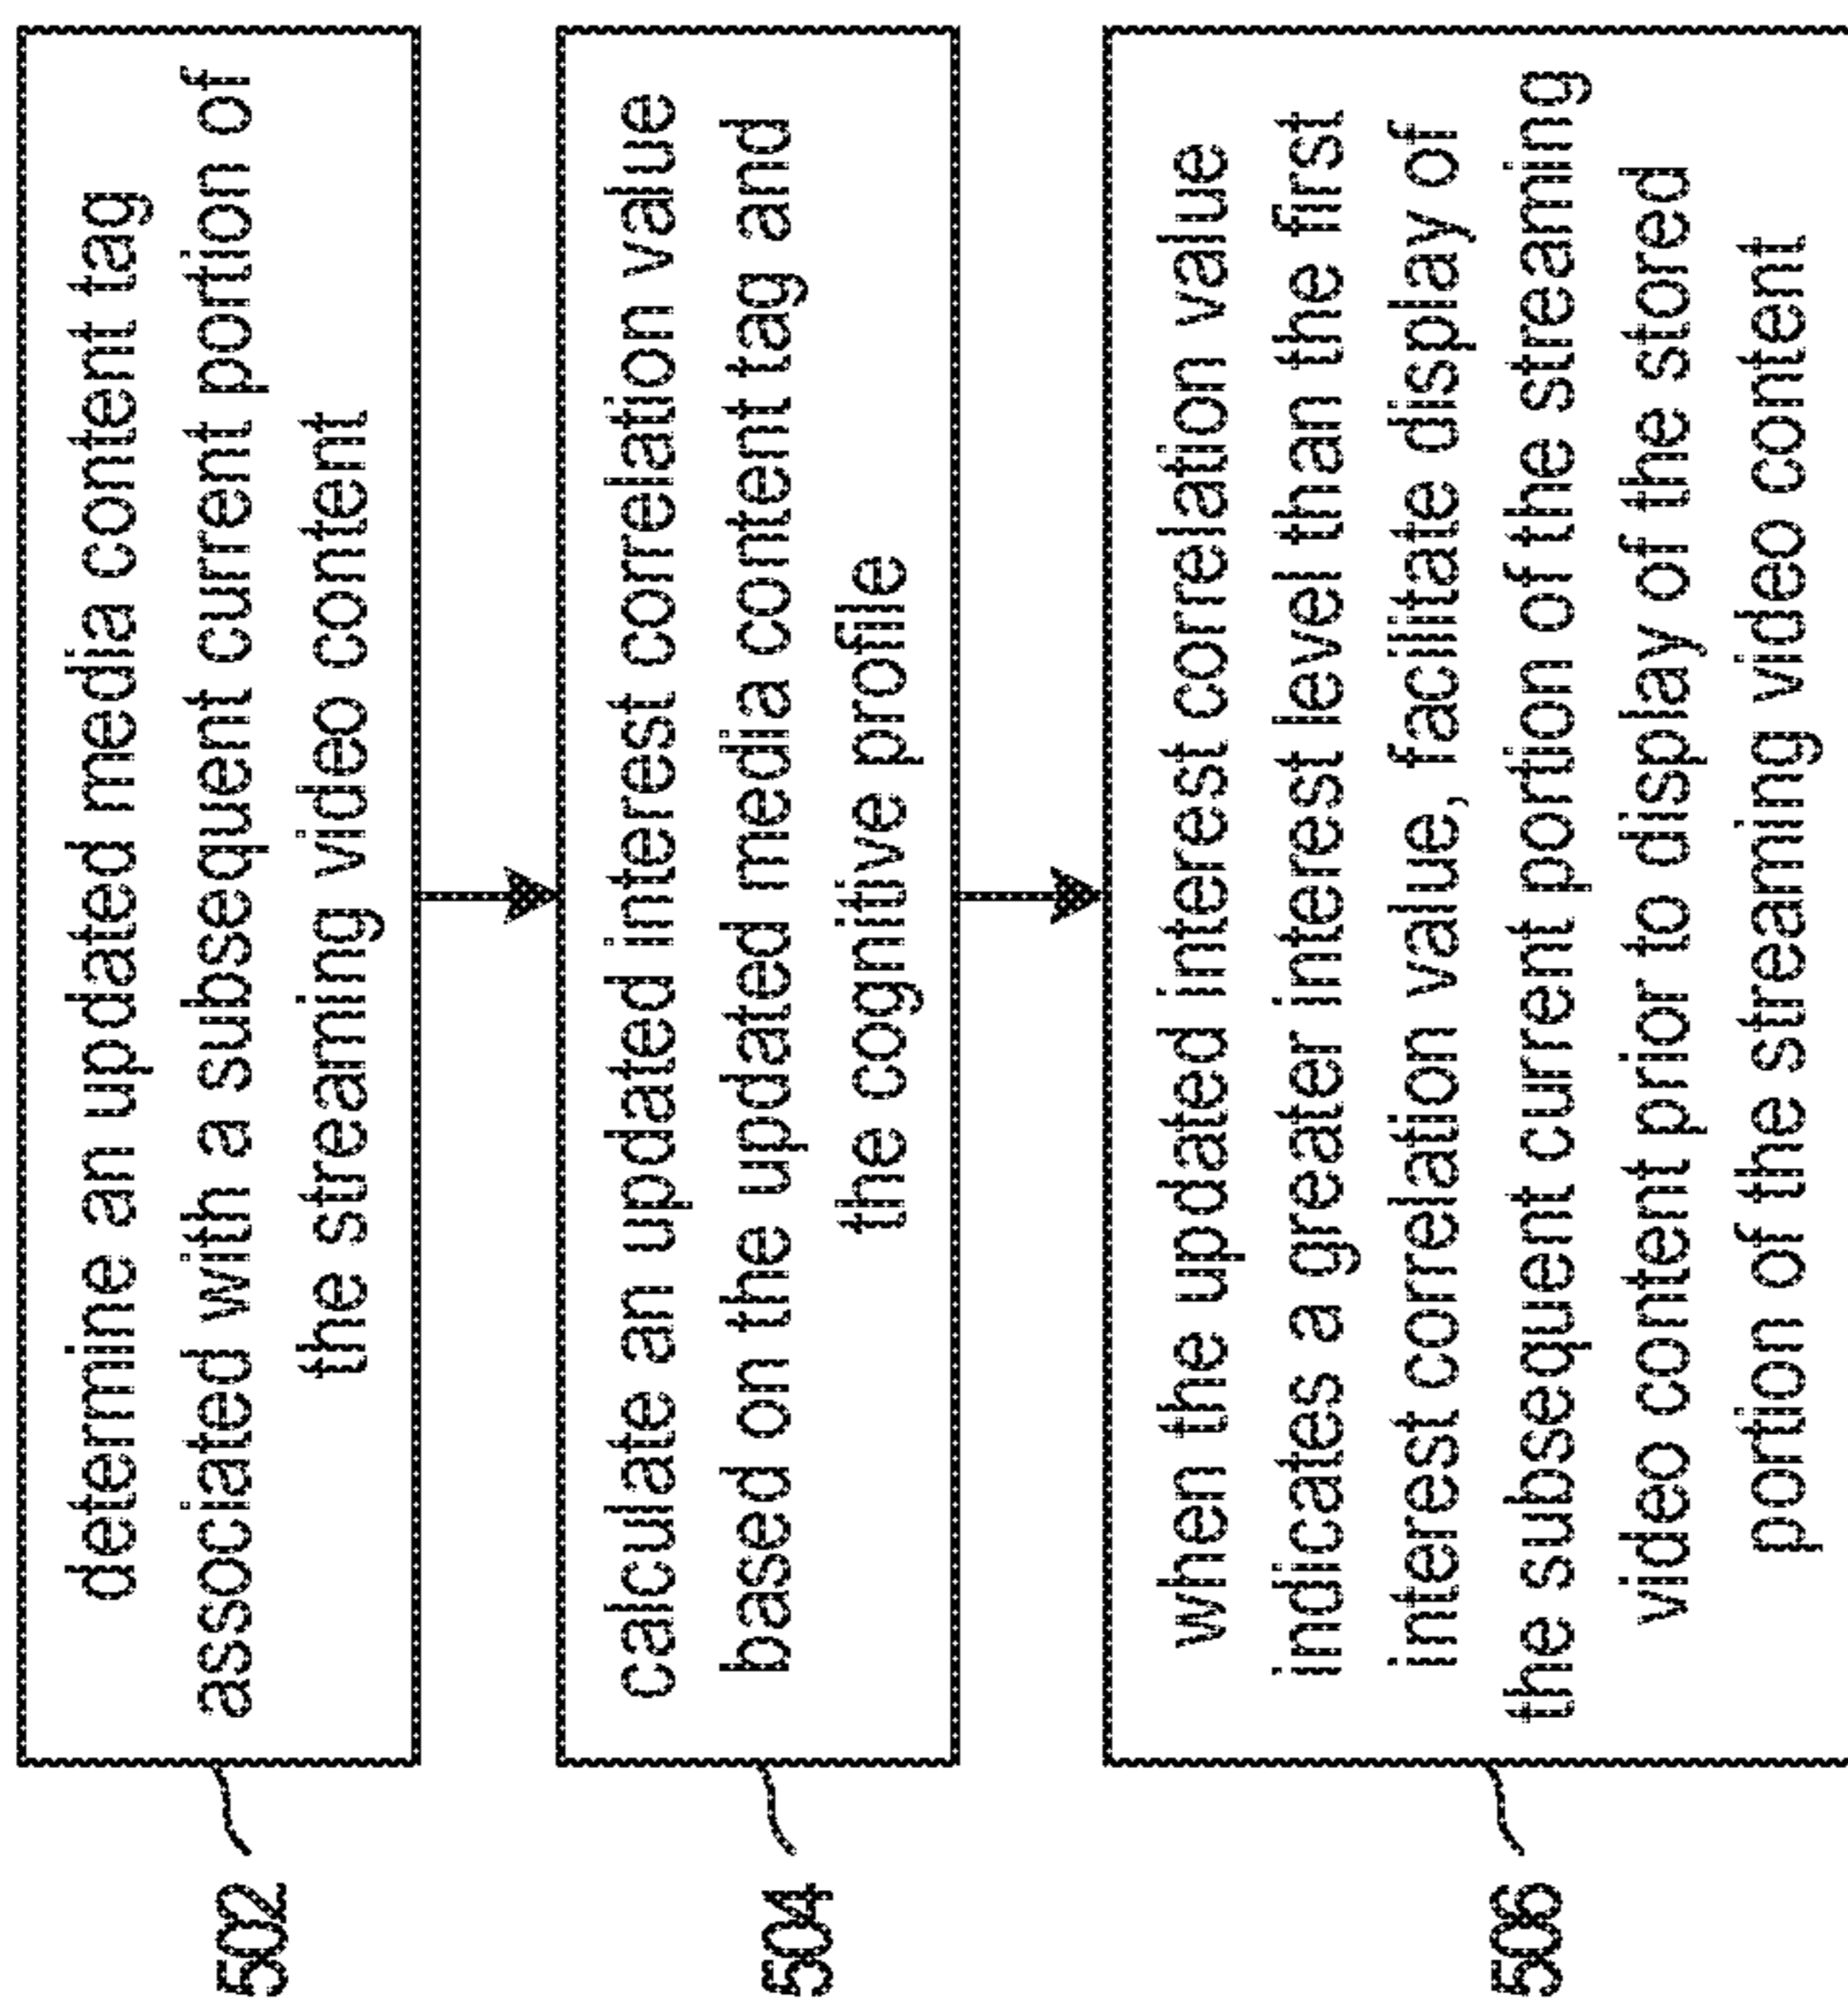 502
determine an updated media content tag
associated with a subsequent current portion of
the streaming video content
504
calculate an updated interest correlation value
based on the updated media content tag and
the cognitive profile
506
when the updated interest correlation value
indicates a greater interest level than the first
interest correlation value, facilitate display of
the subsequent current portion of the streaming
video content prior to display of the stored
portion of the streaming video content